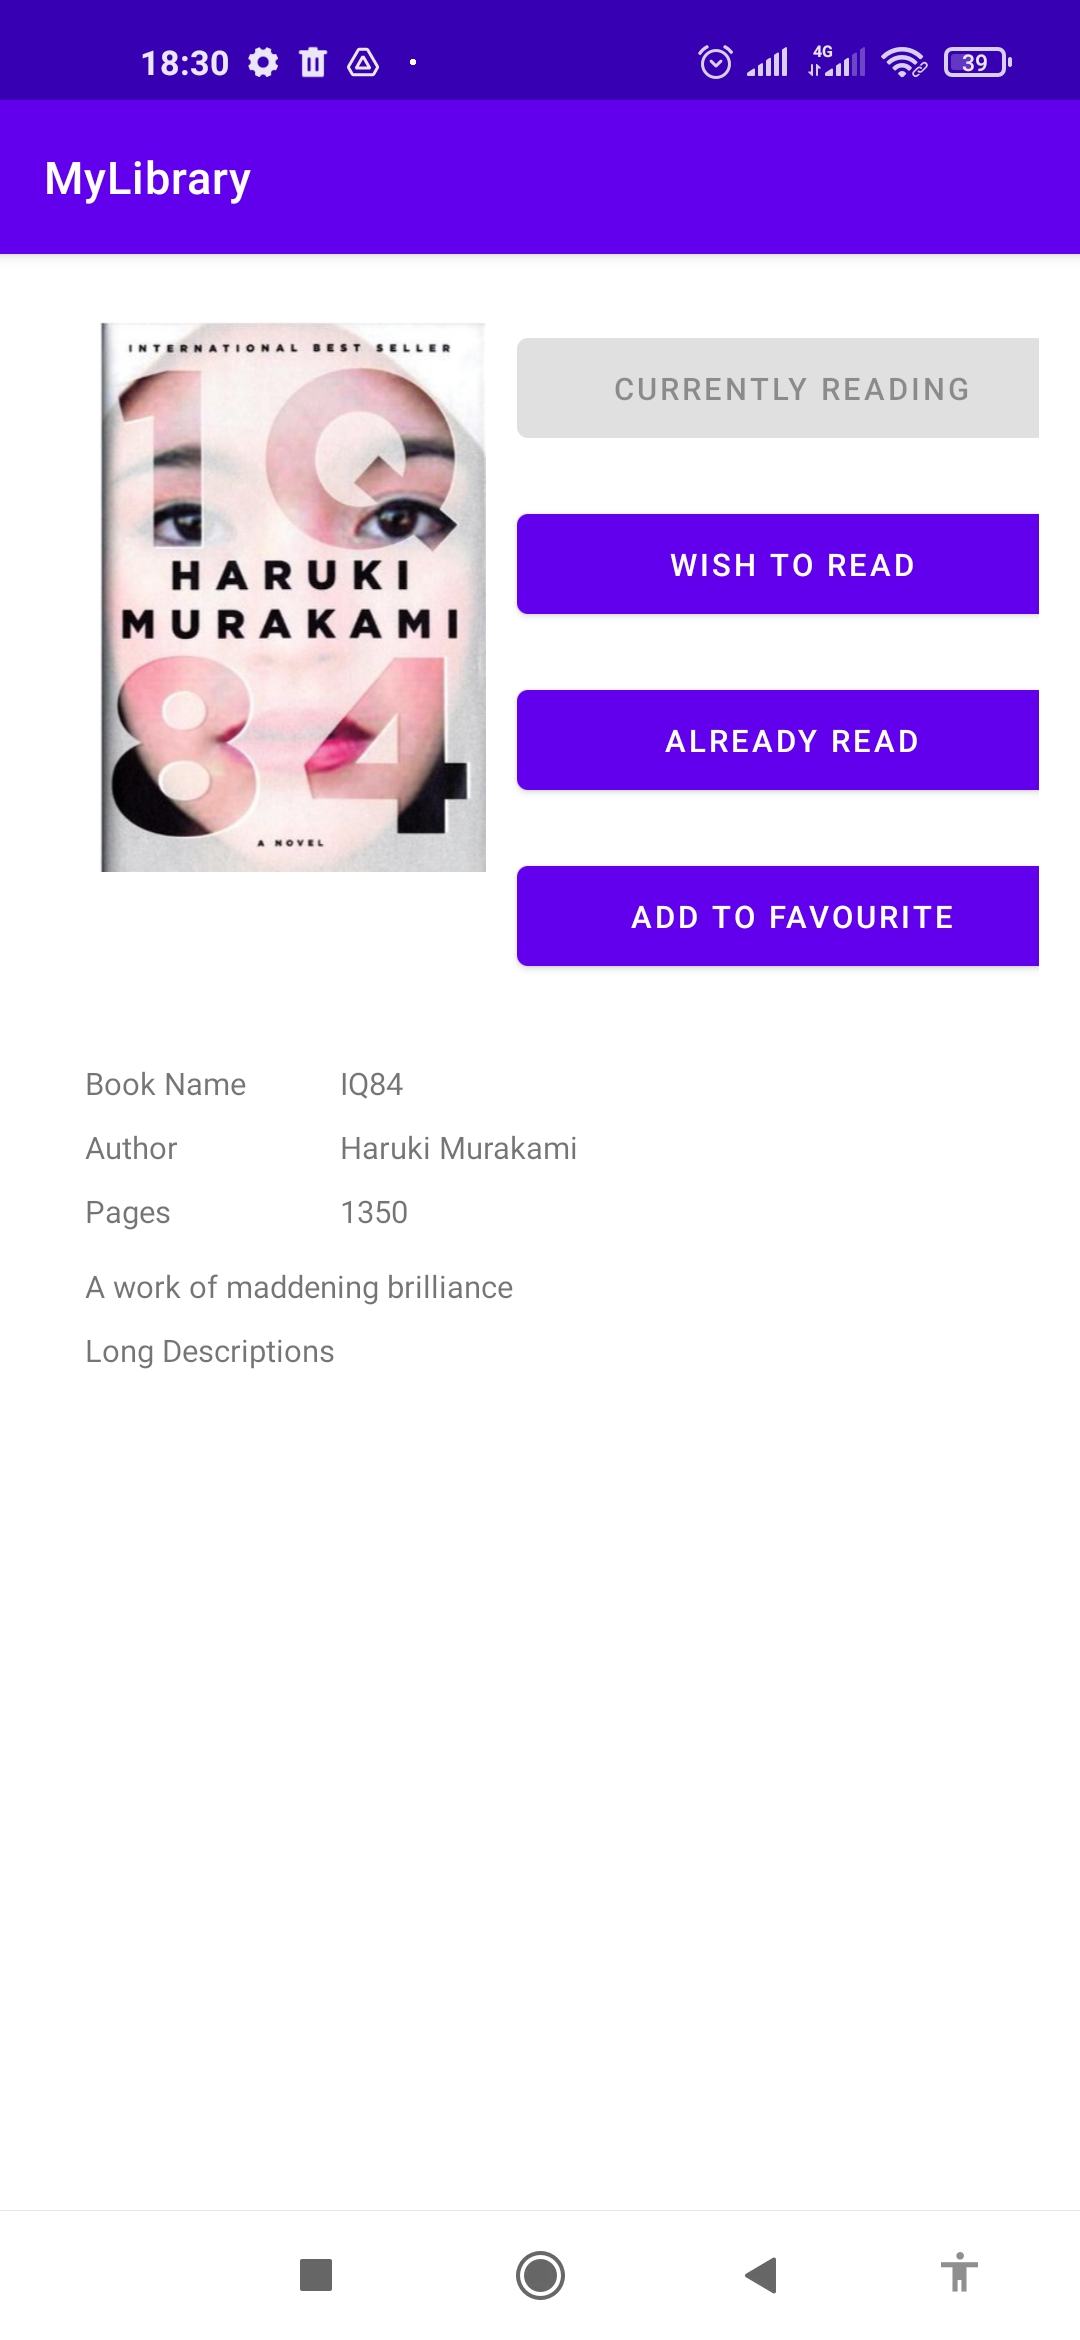 18:30
4G
39
MyLibrary
INTERNATIONAL BEST SELLER
1Q
HARUKI
MURAKAMI
84
A NOVEL
CURRENTLY READING
WISH TO READ
ALREADY READ
ADD TO FAVOURITE
Book Name IQ84
Author Haruki Murakami
Pages 1350
A work of maddening brilliance
Long Descriptions